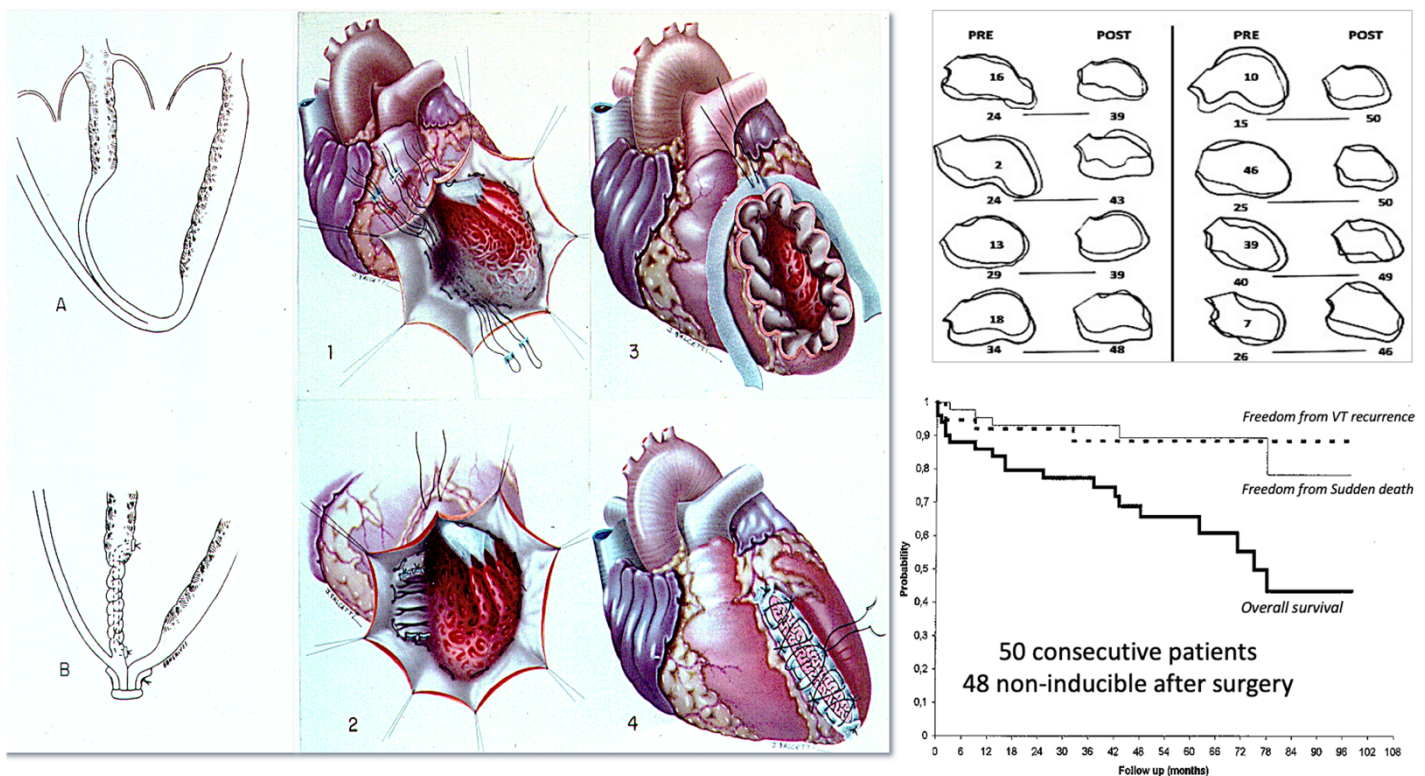 A
B
1
2
3
4
PRE POST
16
24 39
2
24 43
13
29 39
18
34 48
PRE POST
10
15 50
46
25 50
39
40 49
7
26 46
Freedom from VT recurrence
Freedom from Sudden death
Overall survival
50 consecutive patients
48 non-inducible after surgery
Probability
1
0,9
0,8
0,7
0,6
0,5
0,4
0,3
0,2
0,1
0
0 6 12 18 24 30 36 42 48 54 60 66 72 78 84 90 96 102 108
Follow up (months)